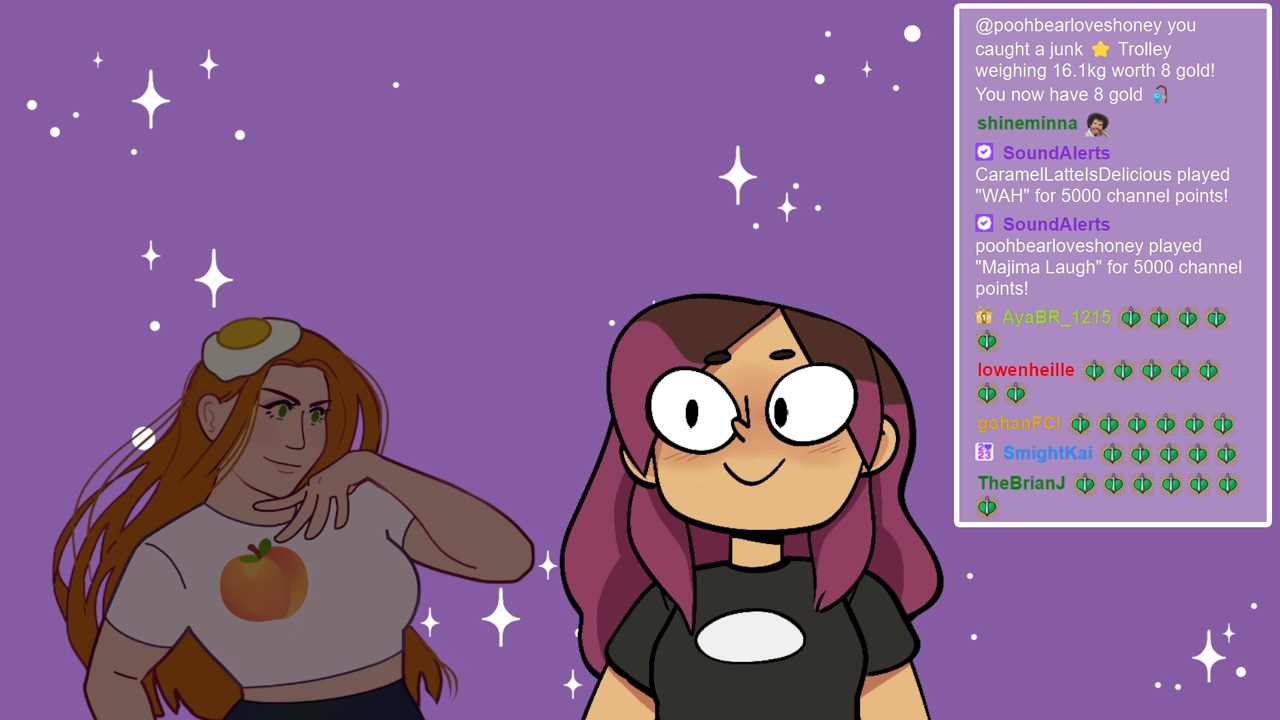 @poohbearloveshoney you
caught a junk ⭐ Trolley
weighing 16.1kg worth 8 gold!
You now have 8 gold 🎣
shineminna
SoundAlerts
CaramelLatteIsDelicious played
"WAH" for 5000 channel points!
SoundAlerts
poohbearloveshoney played
"Majima Laugh" for 5000 channel
points!
AyaBR_1215
lowenheille
gohanFCI
SmightKai
TheBrianJ